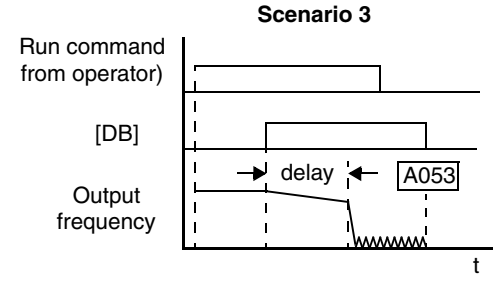 Scenario 3
Run command
from operator)
[DB]
delay
A053
Output
frequency
t